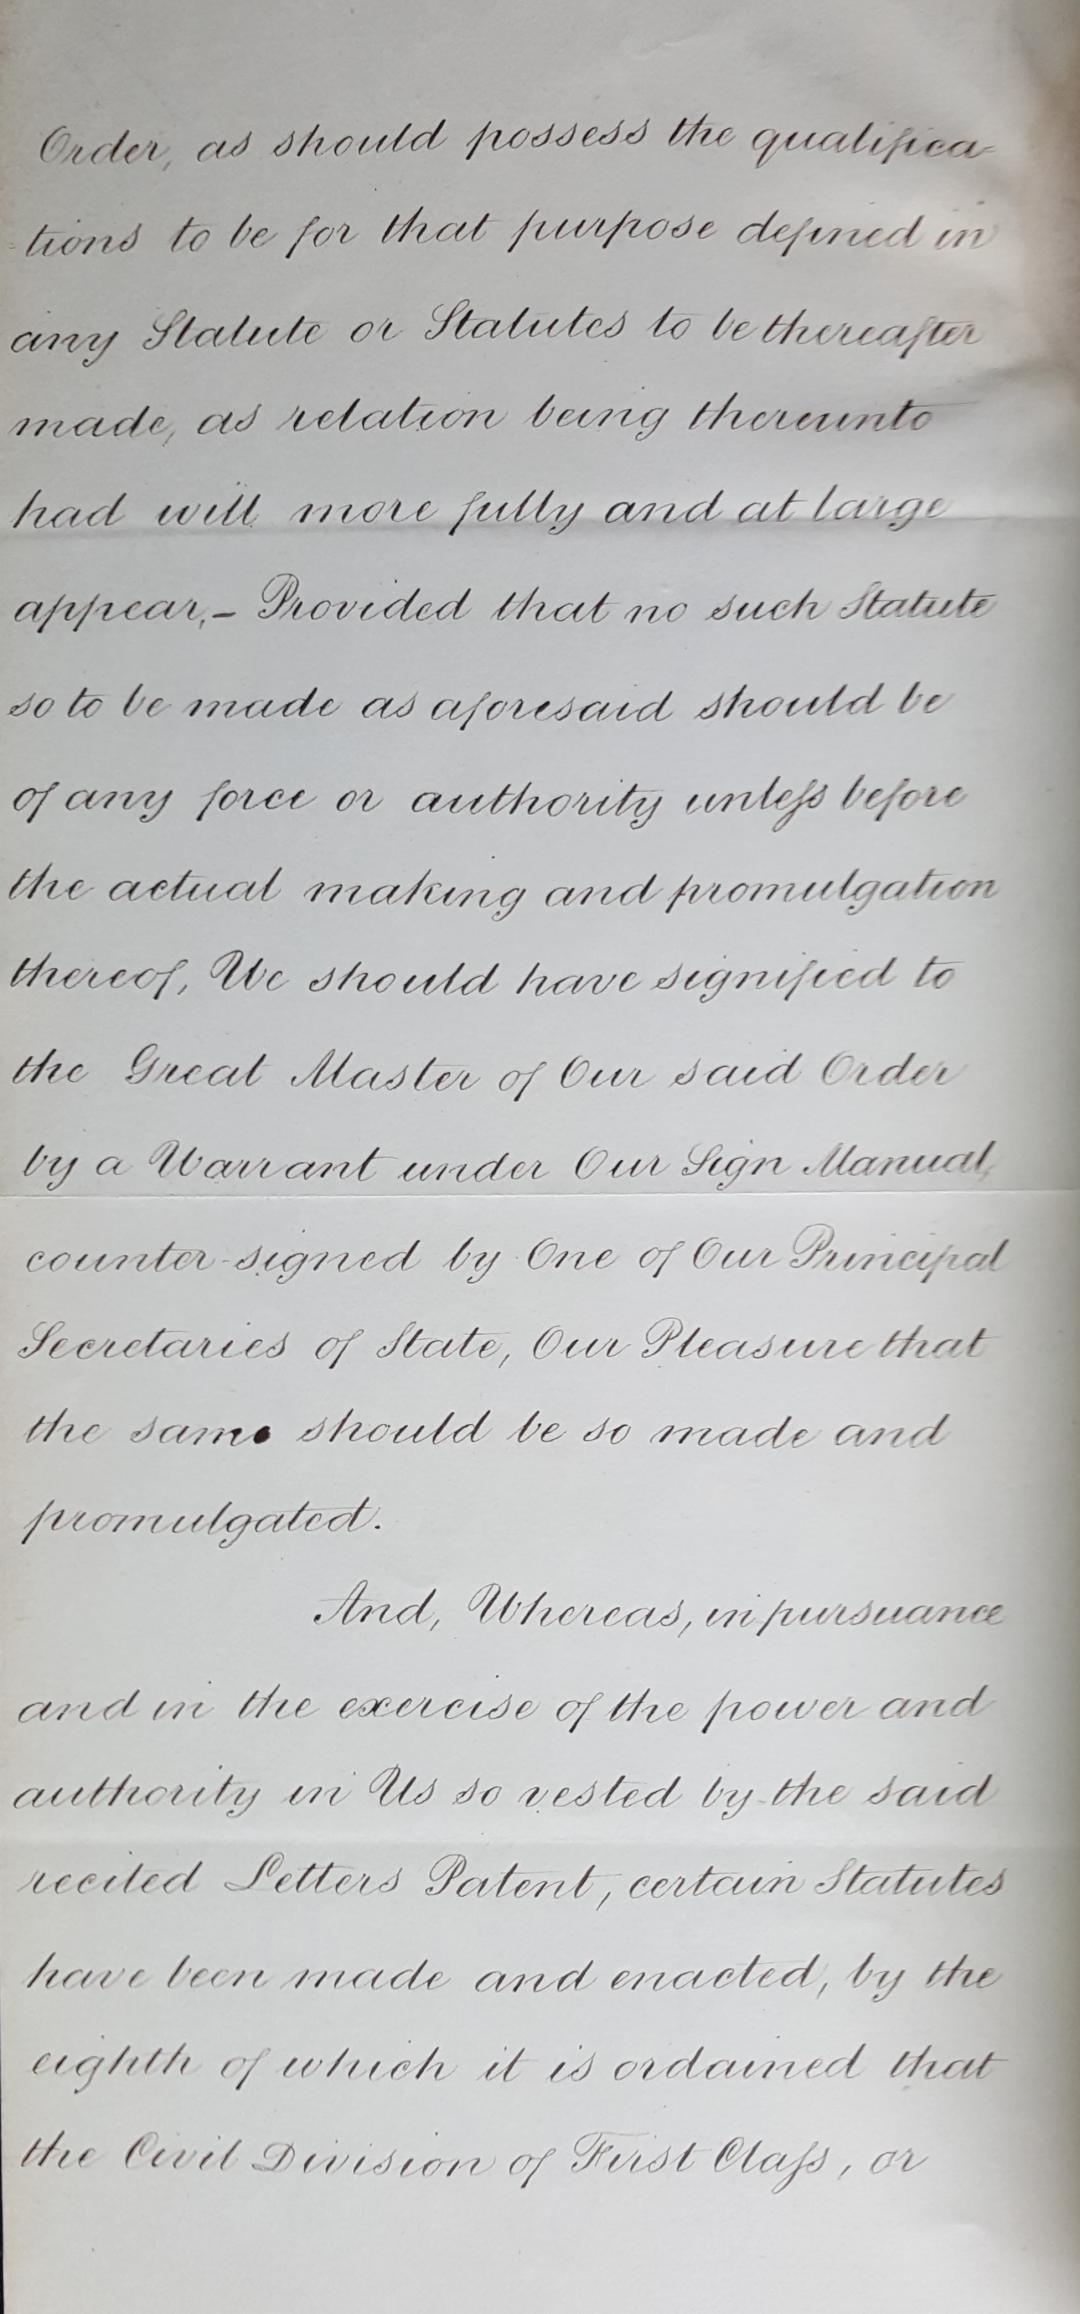 Order, as should possess the qualifica-
-tions to be for that purpose defined in
any Statute or Statutes to be thereafter
made, as relation being thereunto
had will more fully and at large
appear,- Provided that no such Statute
so to be made as aforesaid should be
of any force or authority unleſs before
the actual making and promulgation
thereof, We should have signified to
the Great Master of Our said Order
by a Warrant under Our Sign Manual,
counter-signed by One of Our Principal
Secretaries of State, Our Pleasure that
the same should be so made and
promulgated.
And, Whereas, in pursuance
and in the exercise of the power and
authority in Us so vested by the said
recited Letters Patent, certain Statutes
have been made and enacted, by the
eighth of which it is ordained that
the Civil Division of First Claſs, or